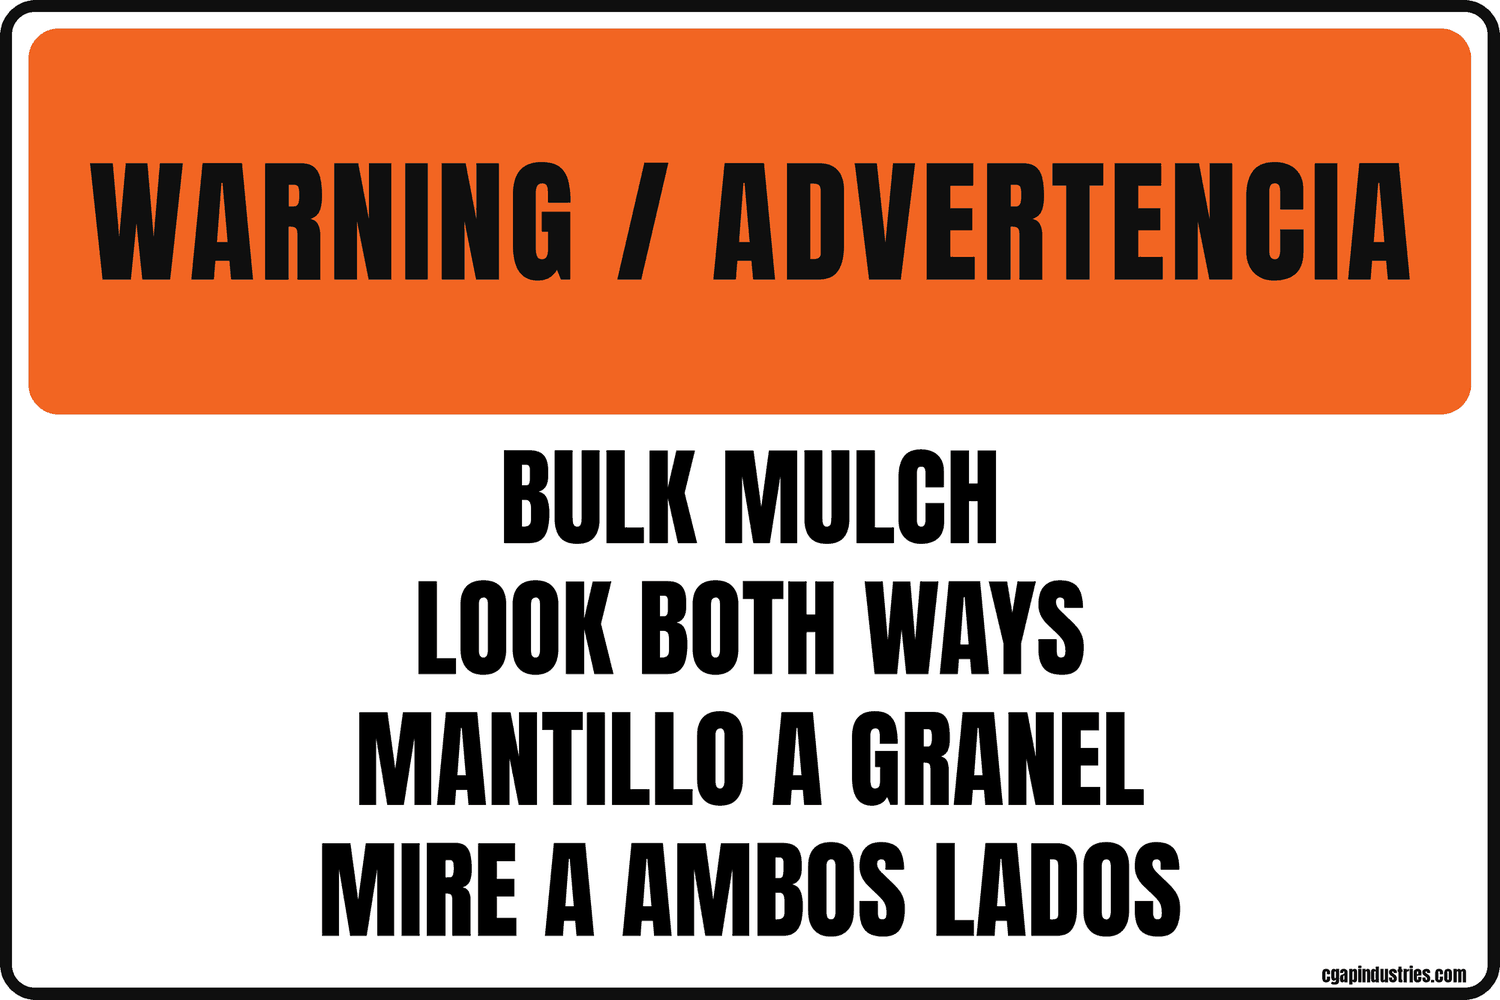 WARNING / ADVERTENCIA
BULK MULCH
LOOK BOTH WAYS
MANTILLO A GRANEL
MIRE A AMBOS LADOS
cgapindustries.com